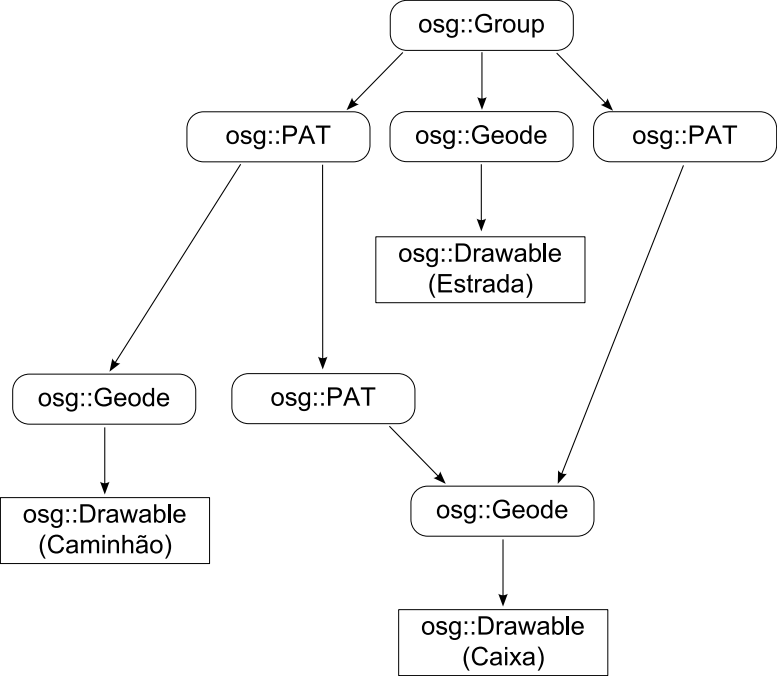 osg::Group
osg::PAT
osg::Geode
osg::PAT
osg::Drawable
(Estrada)
osg::Geode
osg::PAT
osg::Drawable
(Caminhão)
osg::Geode
osg::Drawable
(Caixa)